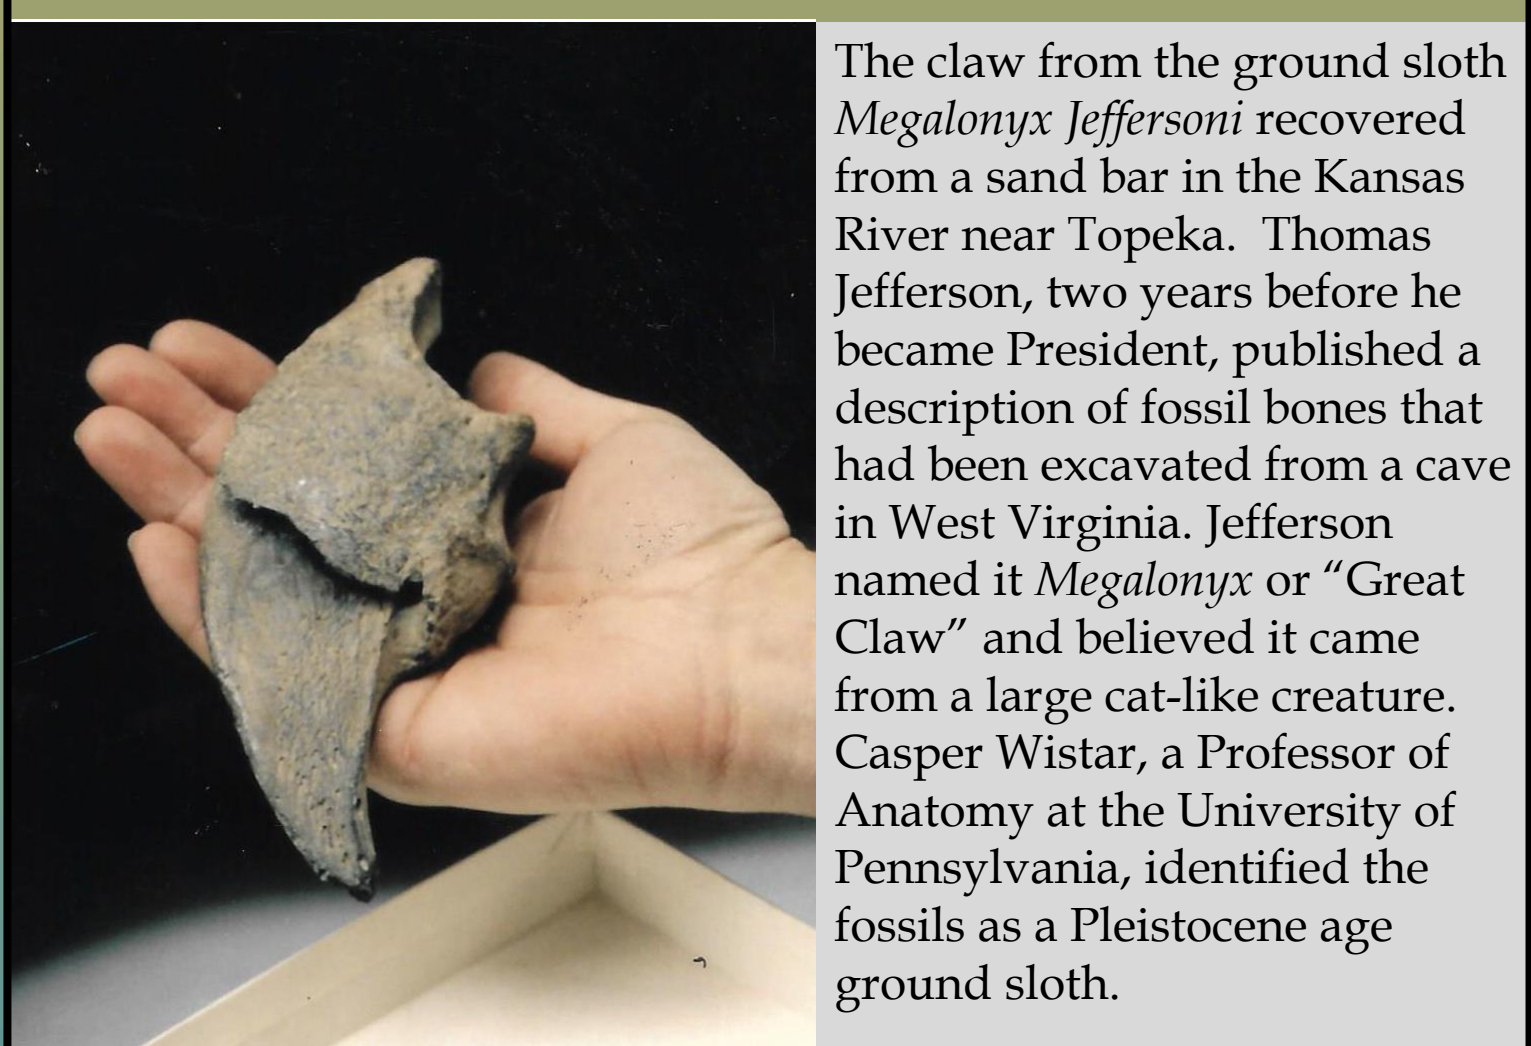 The claw from the ground sloth
Megalonyx Jeffersoni recovered
from a sand bar in the Kansas
River near Topeka.  Thomas
Jefferson, two years before he
became President, published a
description of fossil bones that
had been excavated from a cave
in West Virginia. Jefferson
named it Megalonyx or “Great
Claw” and believed it came
from a large cat-like creature.
Casper Wistar, a Professor of
Anatomy at the University of
Pennsylvania, identified the
fossils as a Pleistocene age
ground sloth.